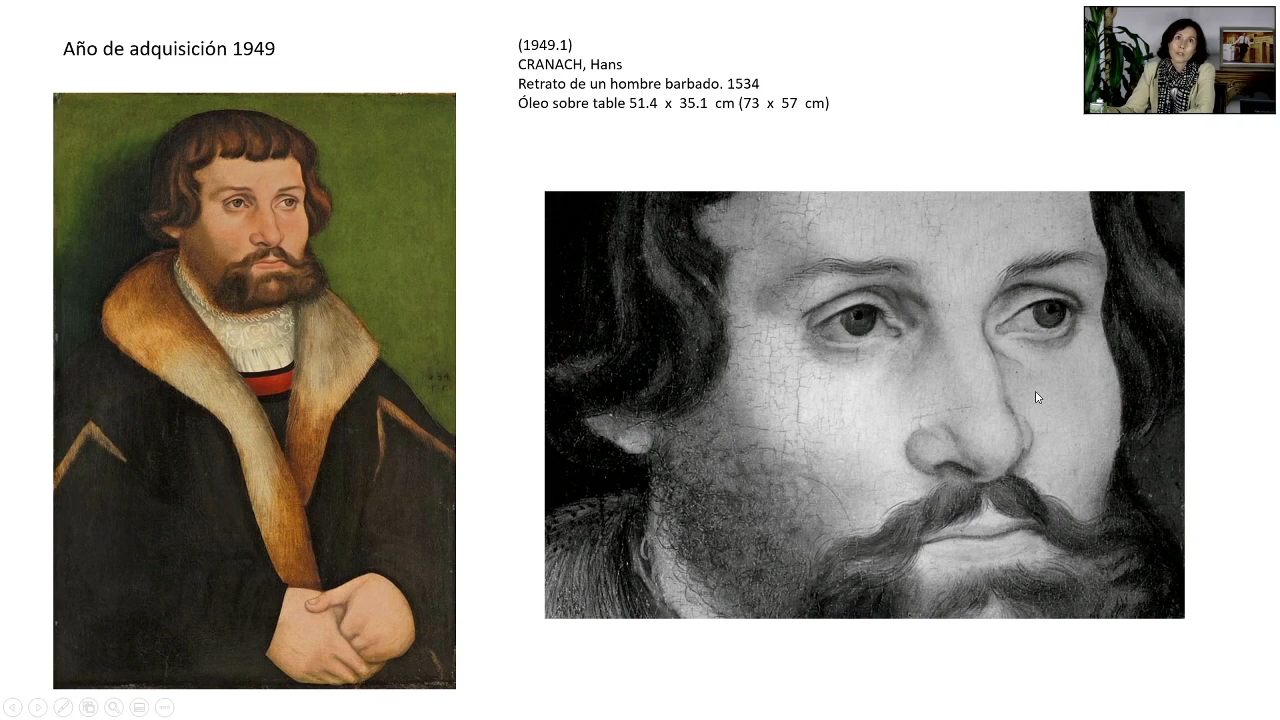 Año de adquisición 1949
(1949.1)
CRANACH, Hans
Retrato de un hombre barbado. 1534
Óleo sobre table 51.4 x 35.1 cm (73 x 57 cm)